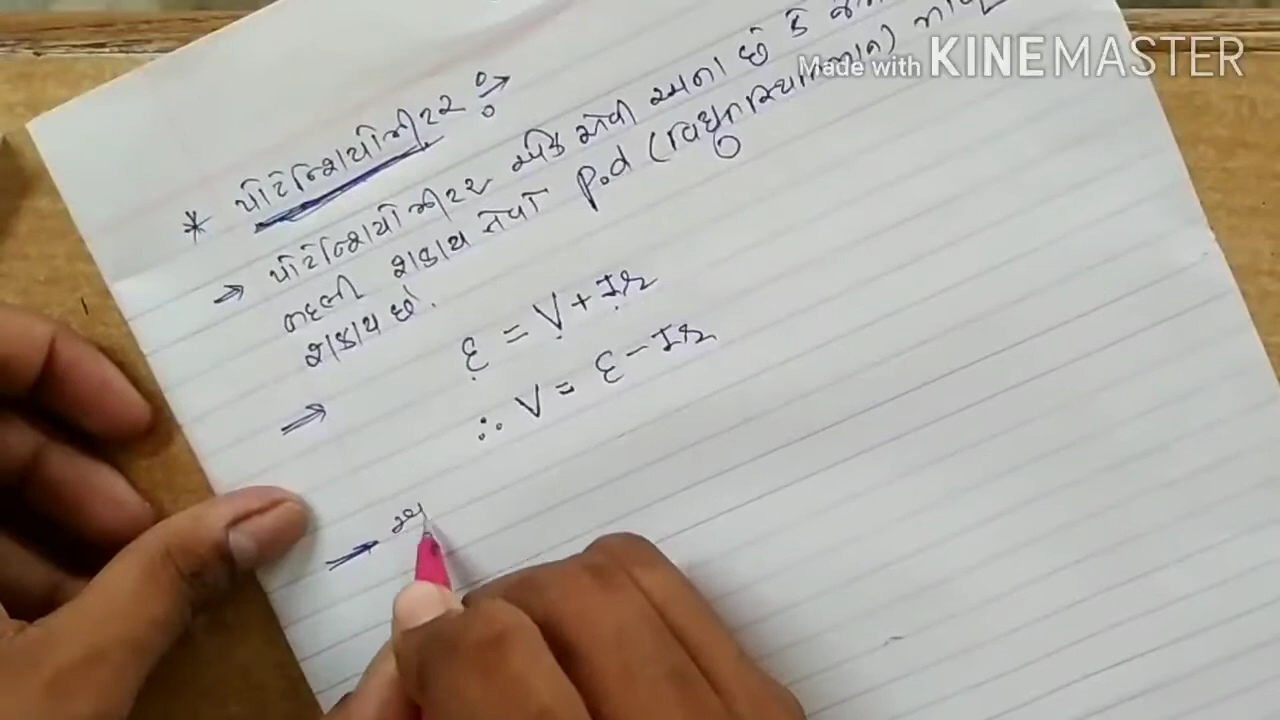 Made with KINEMASTER
* પોટેન્શિયોમીટર :→
→ પોટેન્શિયોમીટર એક એવી રચના છે કે જેના
બદલી શકાય તેવો p.d (વિદ્યુતસ્થિતિમાન)
શકાય છે.
⇒ ε = V + Ir
∴ V = ε - Ir
→